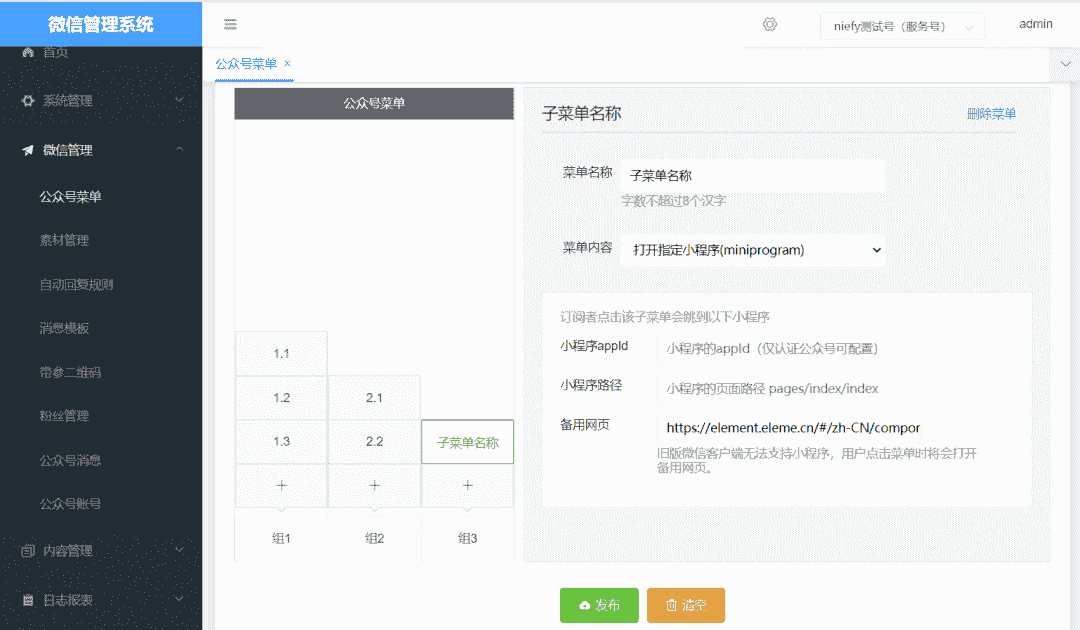 微信管理系统
首页
系统管理
微信管理
公众号菜单
素材管理
自动回复规则
消息模板
带参二维码
粉丝管理
公众号消息
公众号账号
内容管理
日志报表
niefy测试号（服务号）
admin
公众号菜单 ×
公众号菜单
1.1
1.2
2.1
1.3
2.2
子菜单名称
+
+
+
组1
组2
组3
子菜单名称
删除菜单
菜单名称
子菜单名称
字数不超过8个汉字
菜单内容
打开指定小程序(miniprogram)
订阅者点击该子菜单会跳到以下小程序
小程序appId
小程序的appId（仅认证公众号可配置）
小程序路径
小程序的页面路径 pages/index/index
备用网页
https://element.eleme.cn/#/zh-CN/compor
旧版微信客户端无法支持小程序，用户点击菜单时将会打开
备用网页。
发布
清空